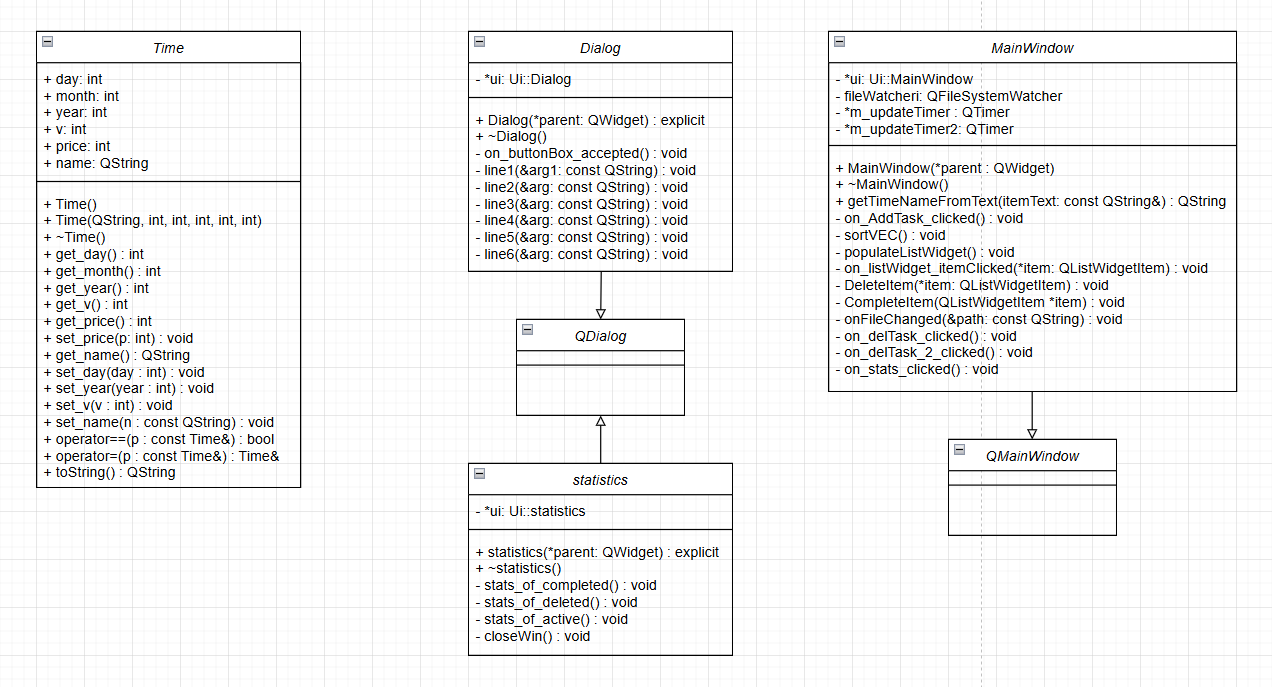 Time
+ day: int
+ month: int
+ year: int
+ v: int
+ price: int
+ name: QString
+ Time()
+ Time(QString, int, int, int, int, int)
+ ~Time()
+ get_day() : int
+ get_month() : int
+ get_year() : int
+ get_v() : int
+ get_price() : int
+ set_price(p: int) : void
+ get_name() : QString
+ set_day(day : int) : void
+ set_year(year : int) : void
+ set_v(v : int) : void
+ set_name(n : const QString) : void
+ operator==(p : const Time&) : bool
+ operator=(p : const Time&) : Time&
+ toString() : QString
Dialog
- *ui: Ui::Dialog
+ Dialog(*parent: QWidget) : explicit
+ ~Dialog()
- on_buttonBox_accepted() : void
- line1(&arg1: const QString) : void
- line2(&arg: const QString) : void
- line3(&arg: const QString) : void
- line4(&arg: const QString) : void
- line5(&arg: const QString) : void
- line6(&arg: const QString) : void
QDialog
statistics
- *ui: Ui::statistics
+ statistics(*parent: QWidget) : explicit
+ ~statistics()
- stats_of_completed() : void
- stats_of_deleted() : void
- stats_of_active() : void
- closeWin() : void
MainWindow
- *ui: Ui::MainWindow
- fileWatcheri: QFileSystemWatcher
- *m_updateTimer : QTimer
- *m_updateTimer2: QTimer
+ MainWindow(*parent : QWidget)
+ ~MainWindow()
+ getTimeNameFromText(itemText: const QString&) : QString
- on_AddTask_clicked() : void
- sortVEC() : void
- populateListWidget() : void
- on_listWidget_itemClicked(*item: QListWidgetItem) : void
- DeleteItem(*item: QListWidgetItem) : void
- CompleteItem(QListWidgetItem *item) : void
- onFileChanged(&path: const QString) : void
- on_delTask_clicked() : void
- on_delTask_2_clicked() : void
- on_stats_clicked() : void
QMainWindow